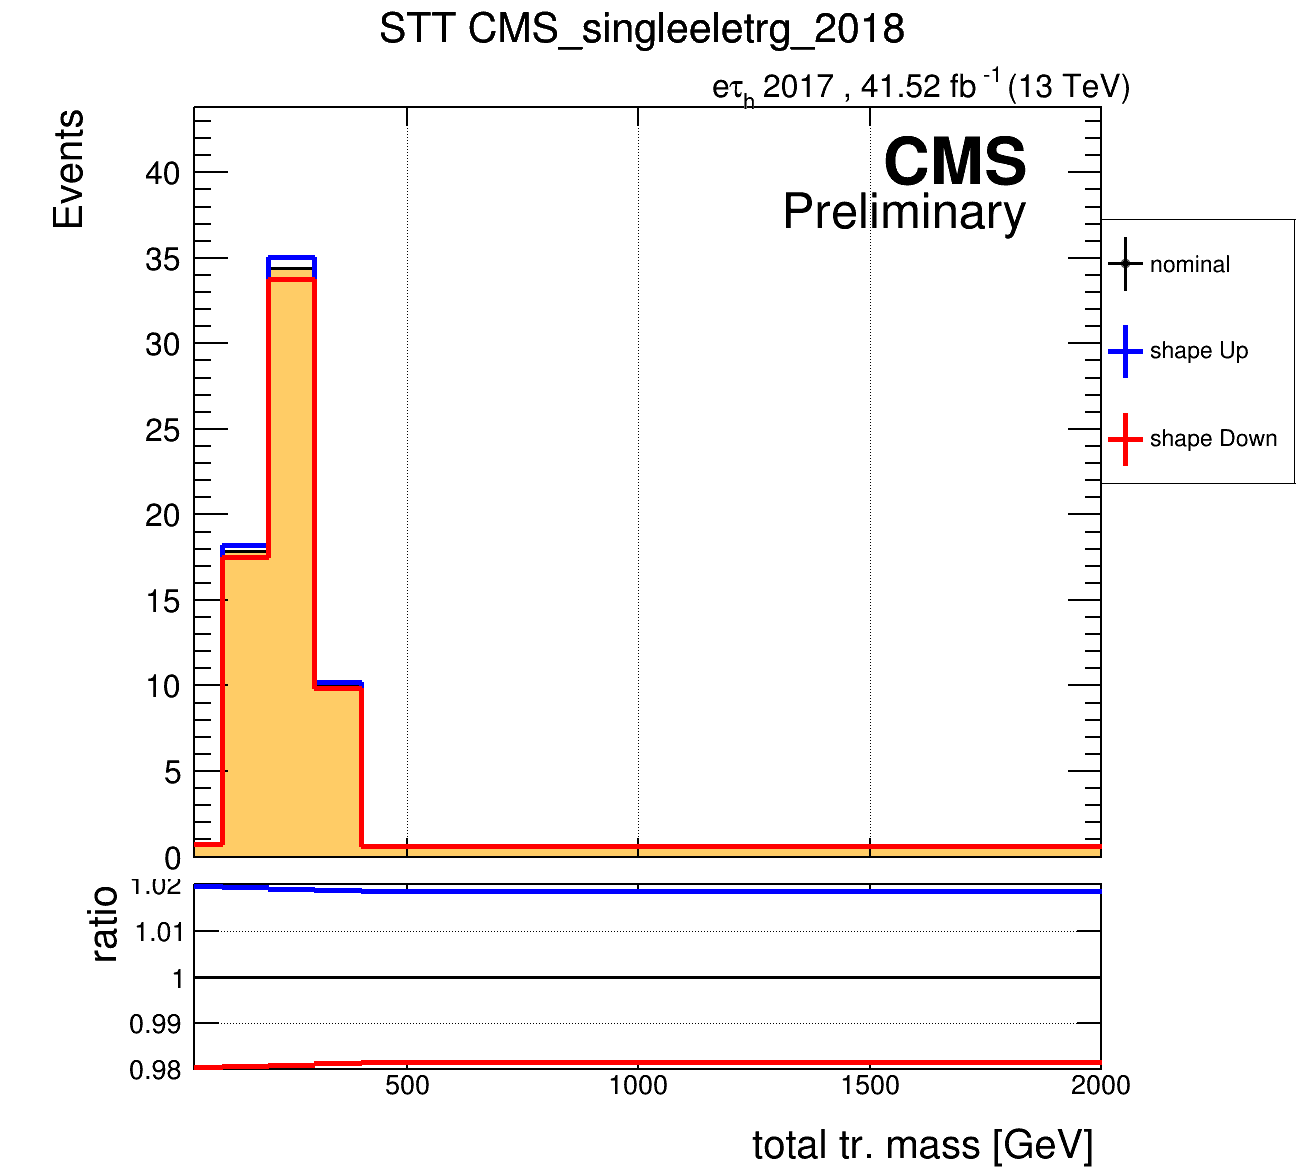 STT CMS_singleeletrg_2018
eτh 2017 , 41.52 fb-1 (13 TeV)
Events
CMS
Preliminary
40
35
30
25
20
15
10
5
0
nominal
shape Up
shape Down
ratio
1.02
1.01
1
0.99
0.98
500 1000 1500 2000
total tr. mass [GeV]